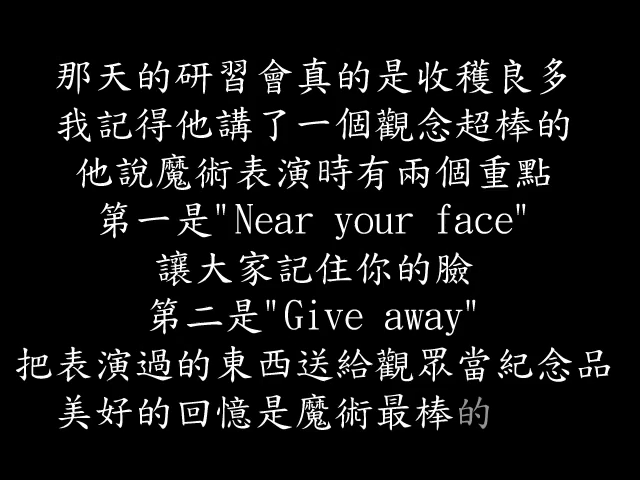 那天的研習會真的是收穫良多
我記得他講了一個觀念超棒的
他說魔術表演時有兩個重點
第一是"Near your face"
讓大家記住你的臉
第二是"Give away"
把表演過的東西送給觀眾當紀念品
美好的回憶是魔術最棒的